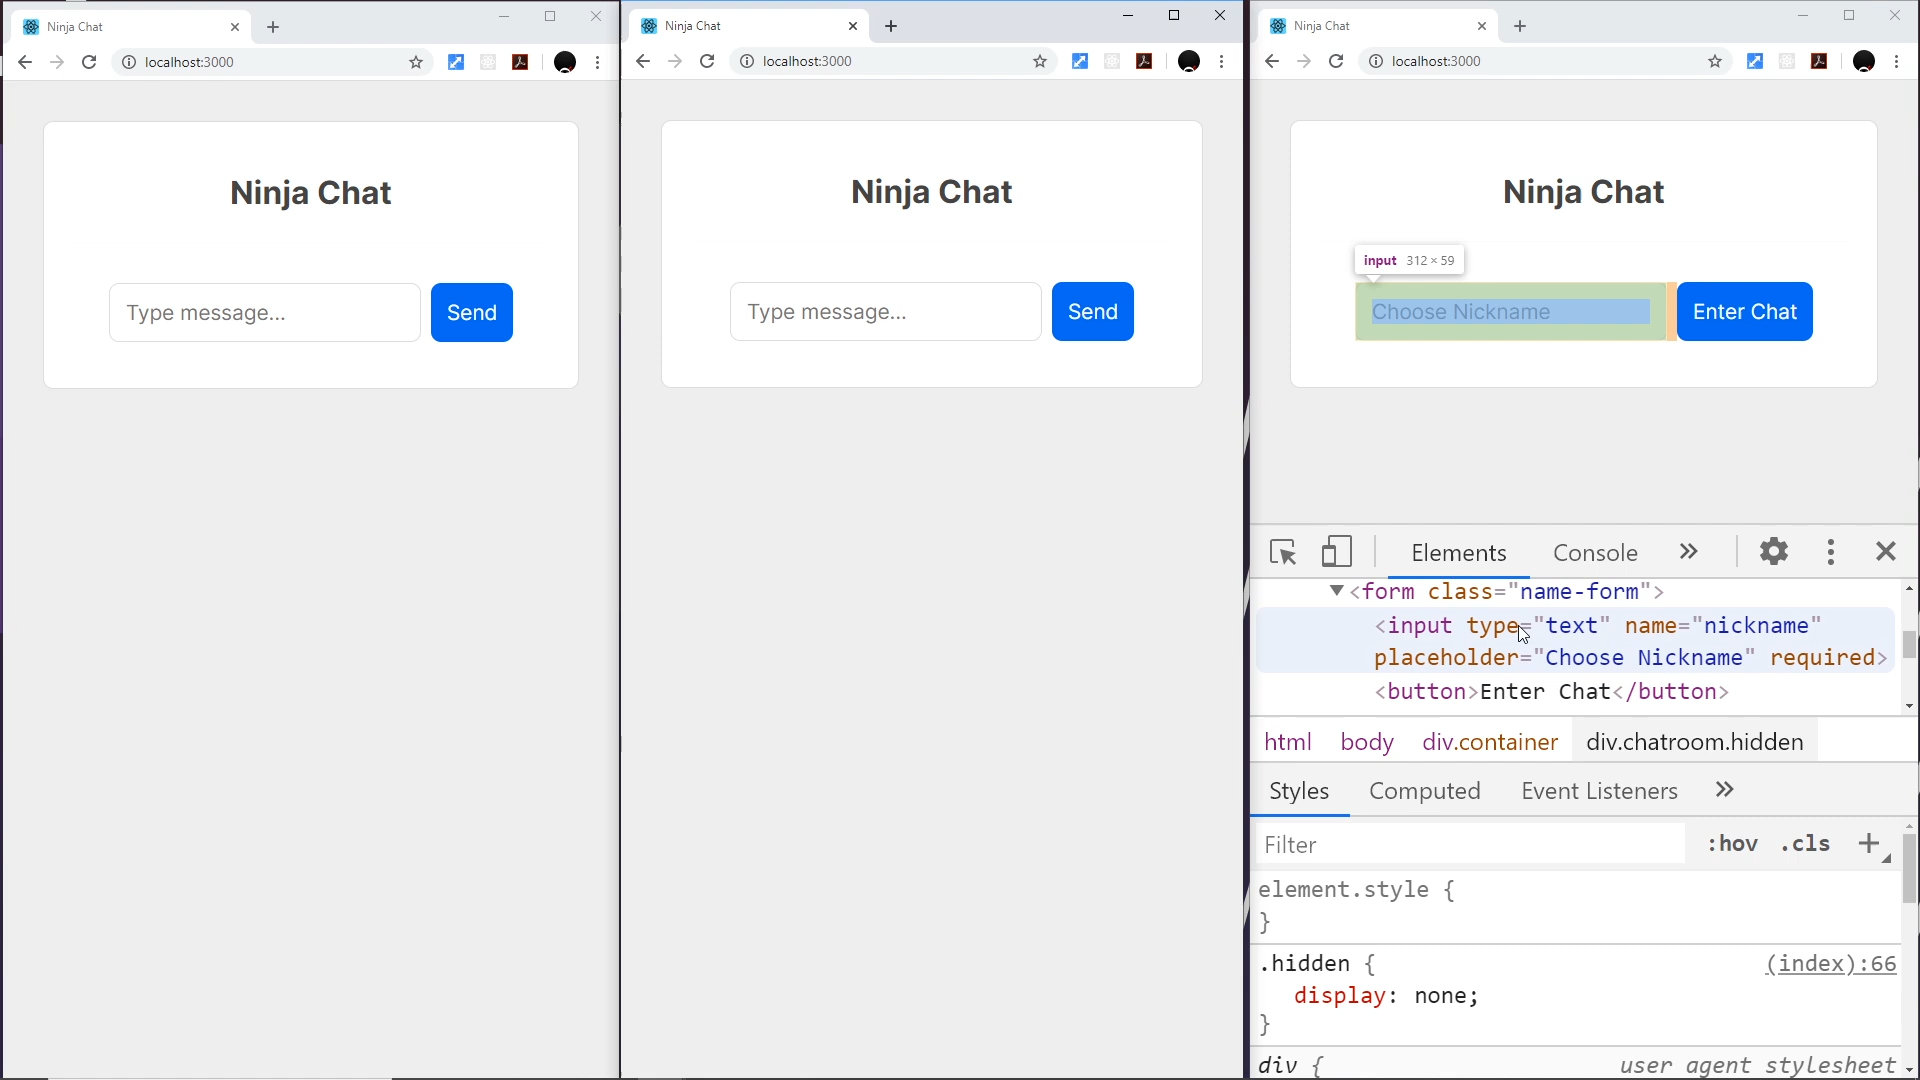 Ninja Chat
localhost:3000
Ninja Chat
Type message...
Send
Ninja Chat
localhost:3000
Ninja Chat
Type message...
Send
Ninja Chat
localhost:3000
Ninja Chat
input 312 × 59
Choose Nickname
Enter Chat
Elements Console
<form class="name-form">
<input type="text" name="nickname"
placeholder="Choose Nickname" required>
<button>Enter Chat</button>
html body div.container div.chatroom.hidden
Styles Computed Event Listeners
Filter :hov .cls
element.style {
}
.hidden { (index):66
display: none;
}
div { user agent stylesheet